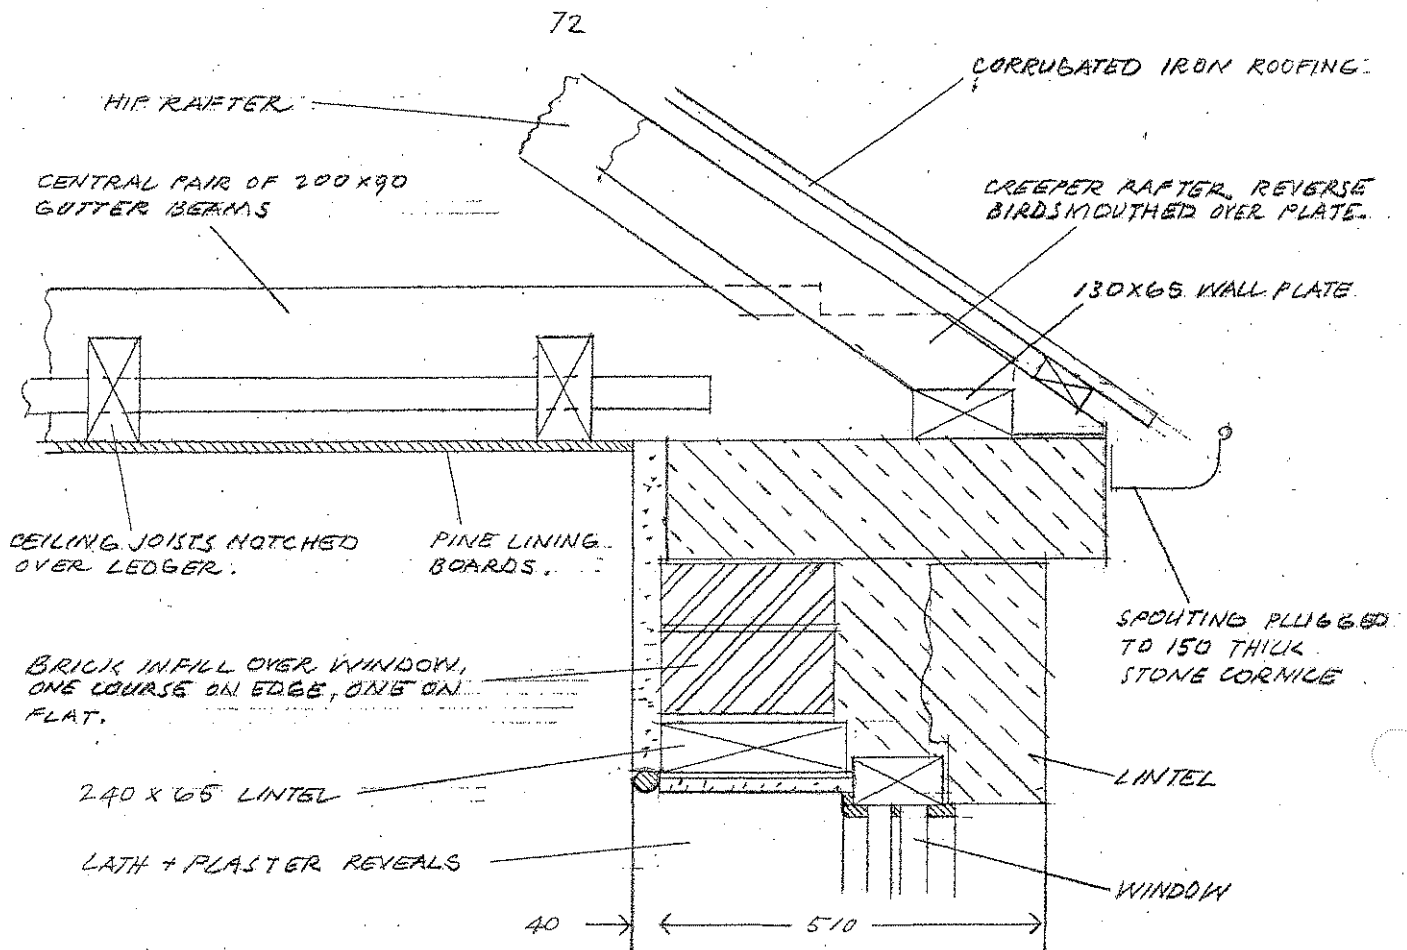 72
CORRUGATED IRON ROOFING
HIP RAFTER
CENTRAL PAIR OF 200×90
GUTTER BEAMS
CREEPER RAFTER REVERSE
BIRDSMOUTHED OVER PLATE.
130×65 WALL PLATE
CEILING JOISTS NOTCHED
OVER LEDGER.
PINE LINING
BOARDS.
SPOUTING PLUGGED
TO 150 THICK
STONE CORNICE
BRICK INFILL OVER WINDOW,
ONE COURSE ON EDGE, ONE ON
FLAT.
240 × 65 LINTEL
LINTEL
LATH + PLASTER REVEALS
WINDOW
40
510